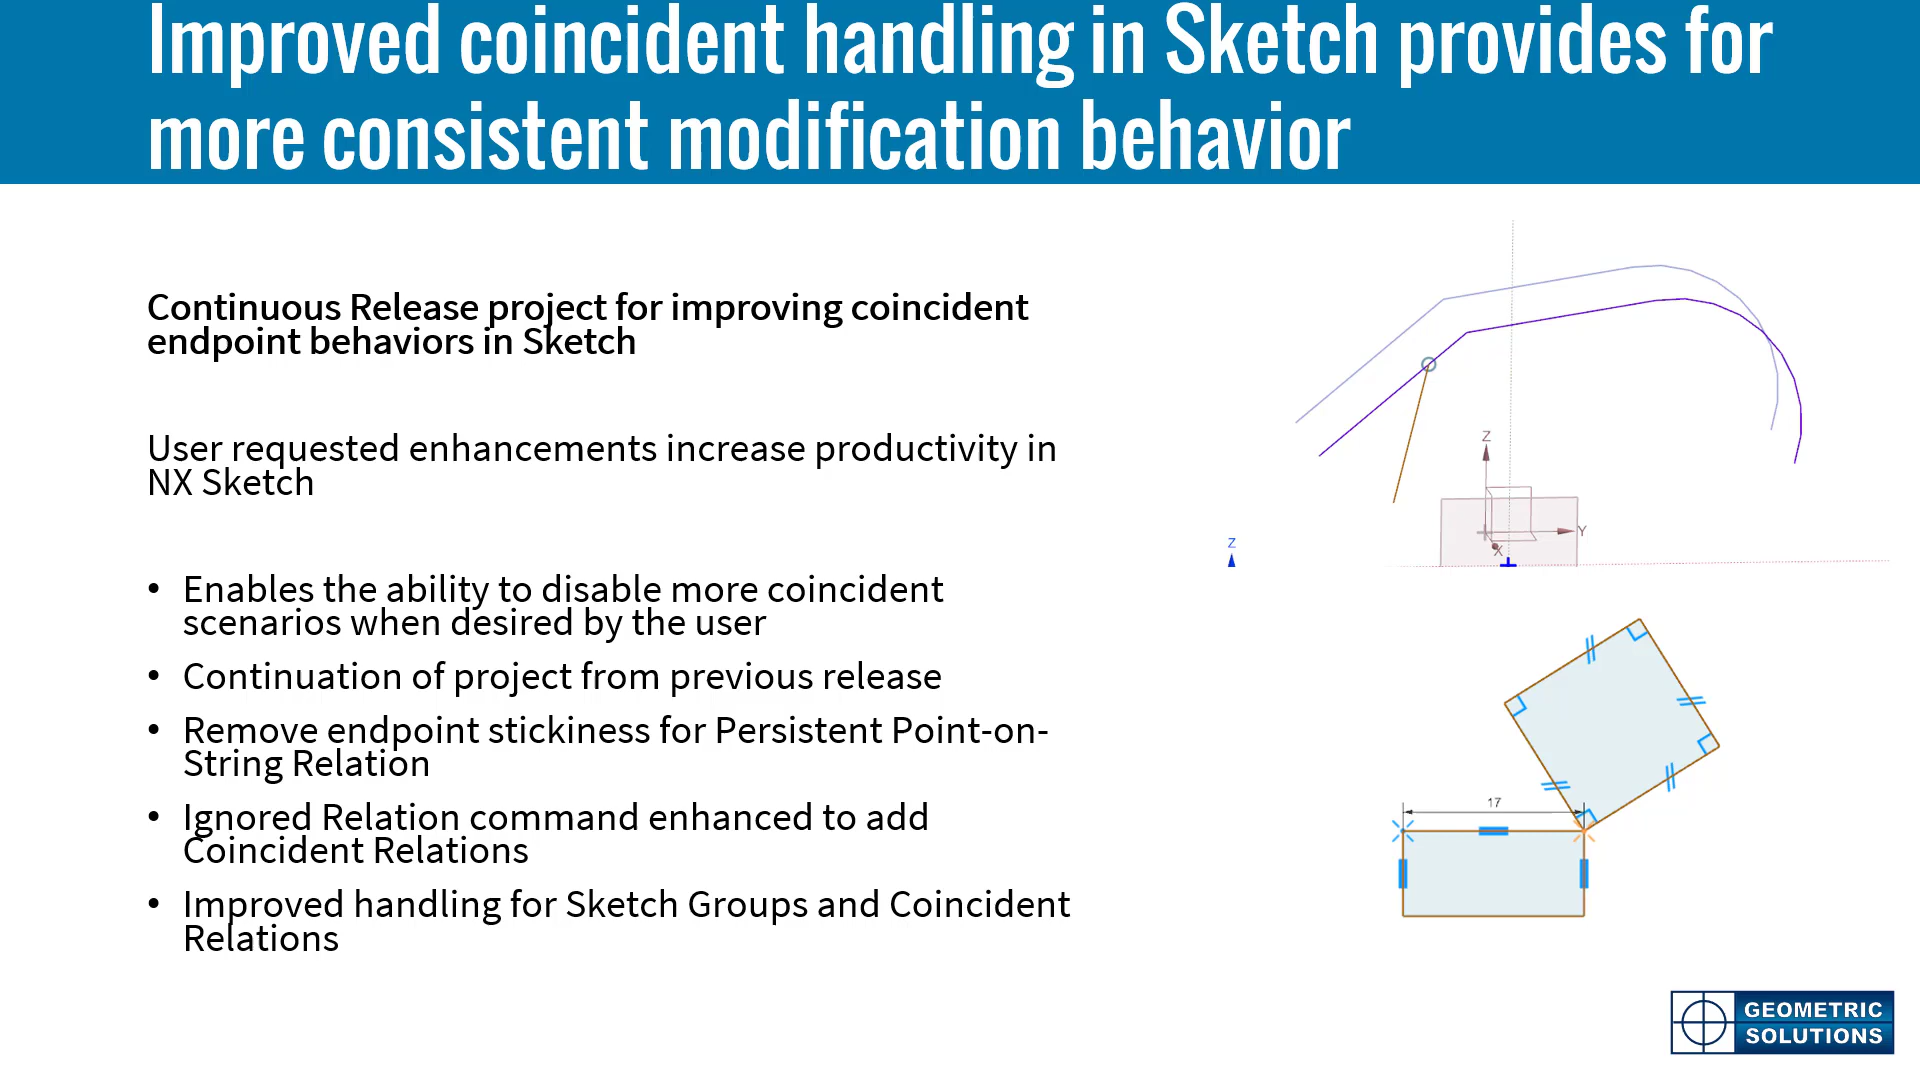 Improved coincident handling in Sketch provides for
more consistent modification behavior
Continuous Release project for improving coincident
endpoint behaviors in Sketch
User requested enhancements increase productivity in
NX Sketch
• Enables the ability to disable more coincident
scenarios when desired by the user
• Continuation of project from previous release
• Remove endpoint stickiness for Persistent Point-on-
String Relation
• Ignored Relation command enhanced to add
Coincident Relations
• Improved handling for Sketch Groups and Coincident
Relations
Z
Y
X
Z
17
GEOMETRIC
SOLUTIONS